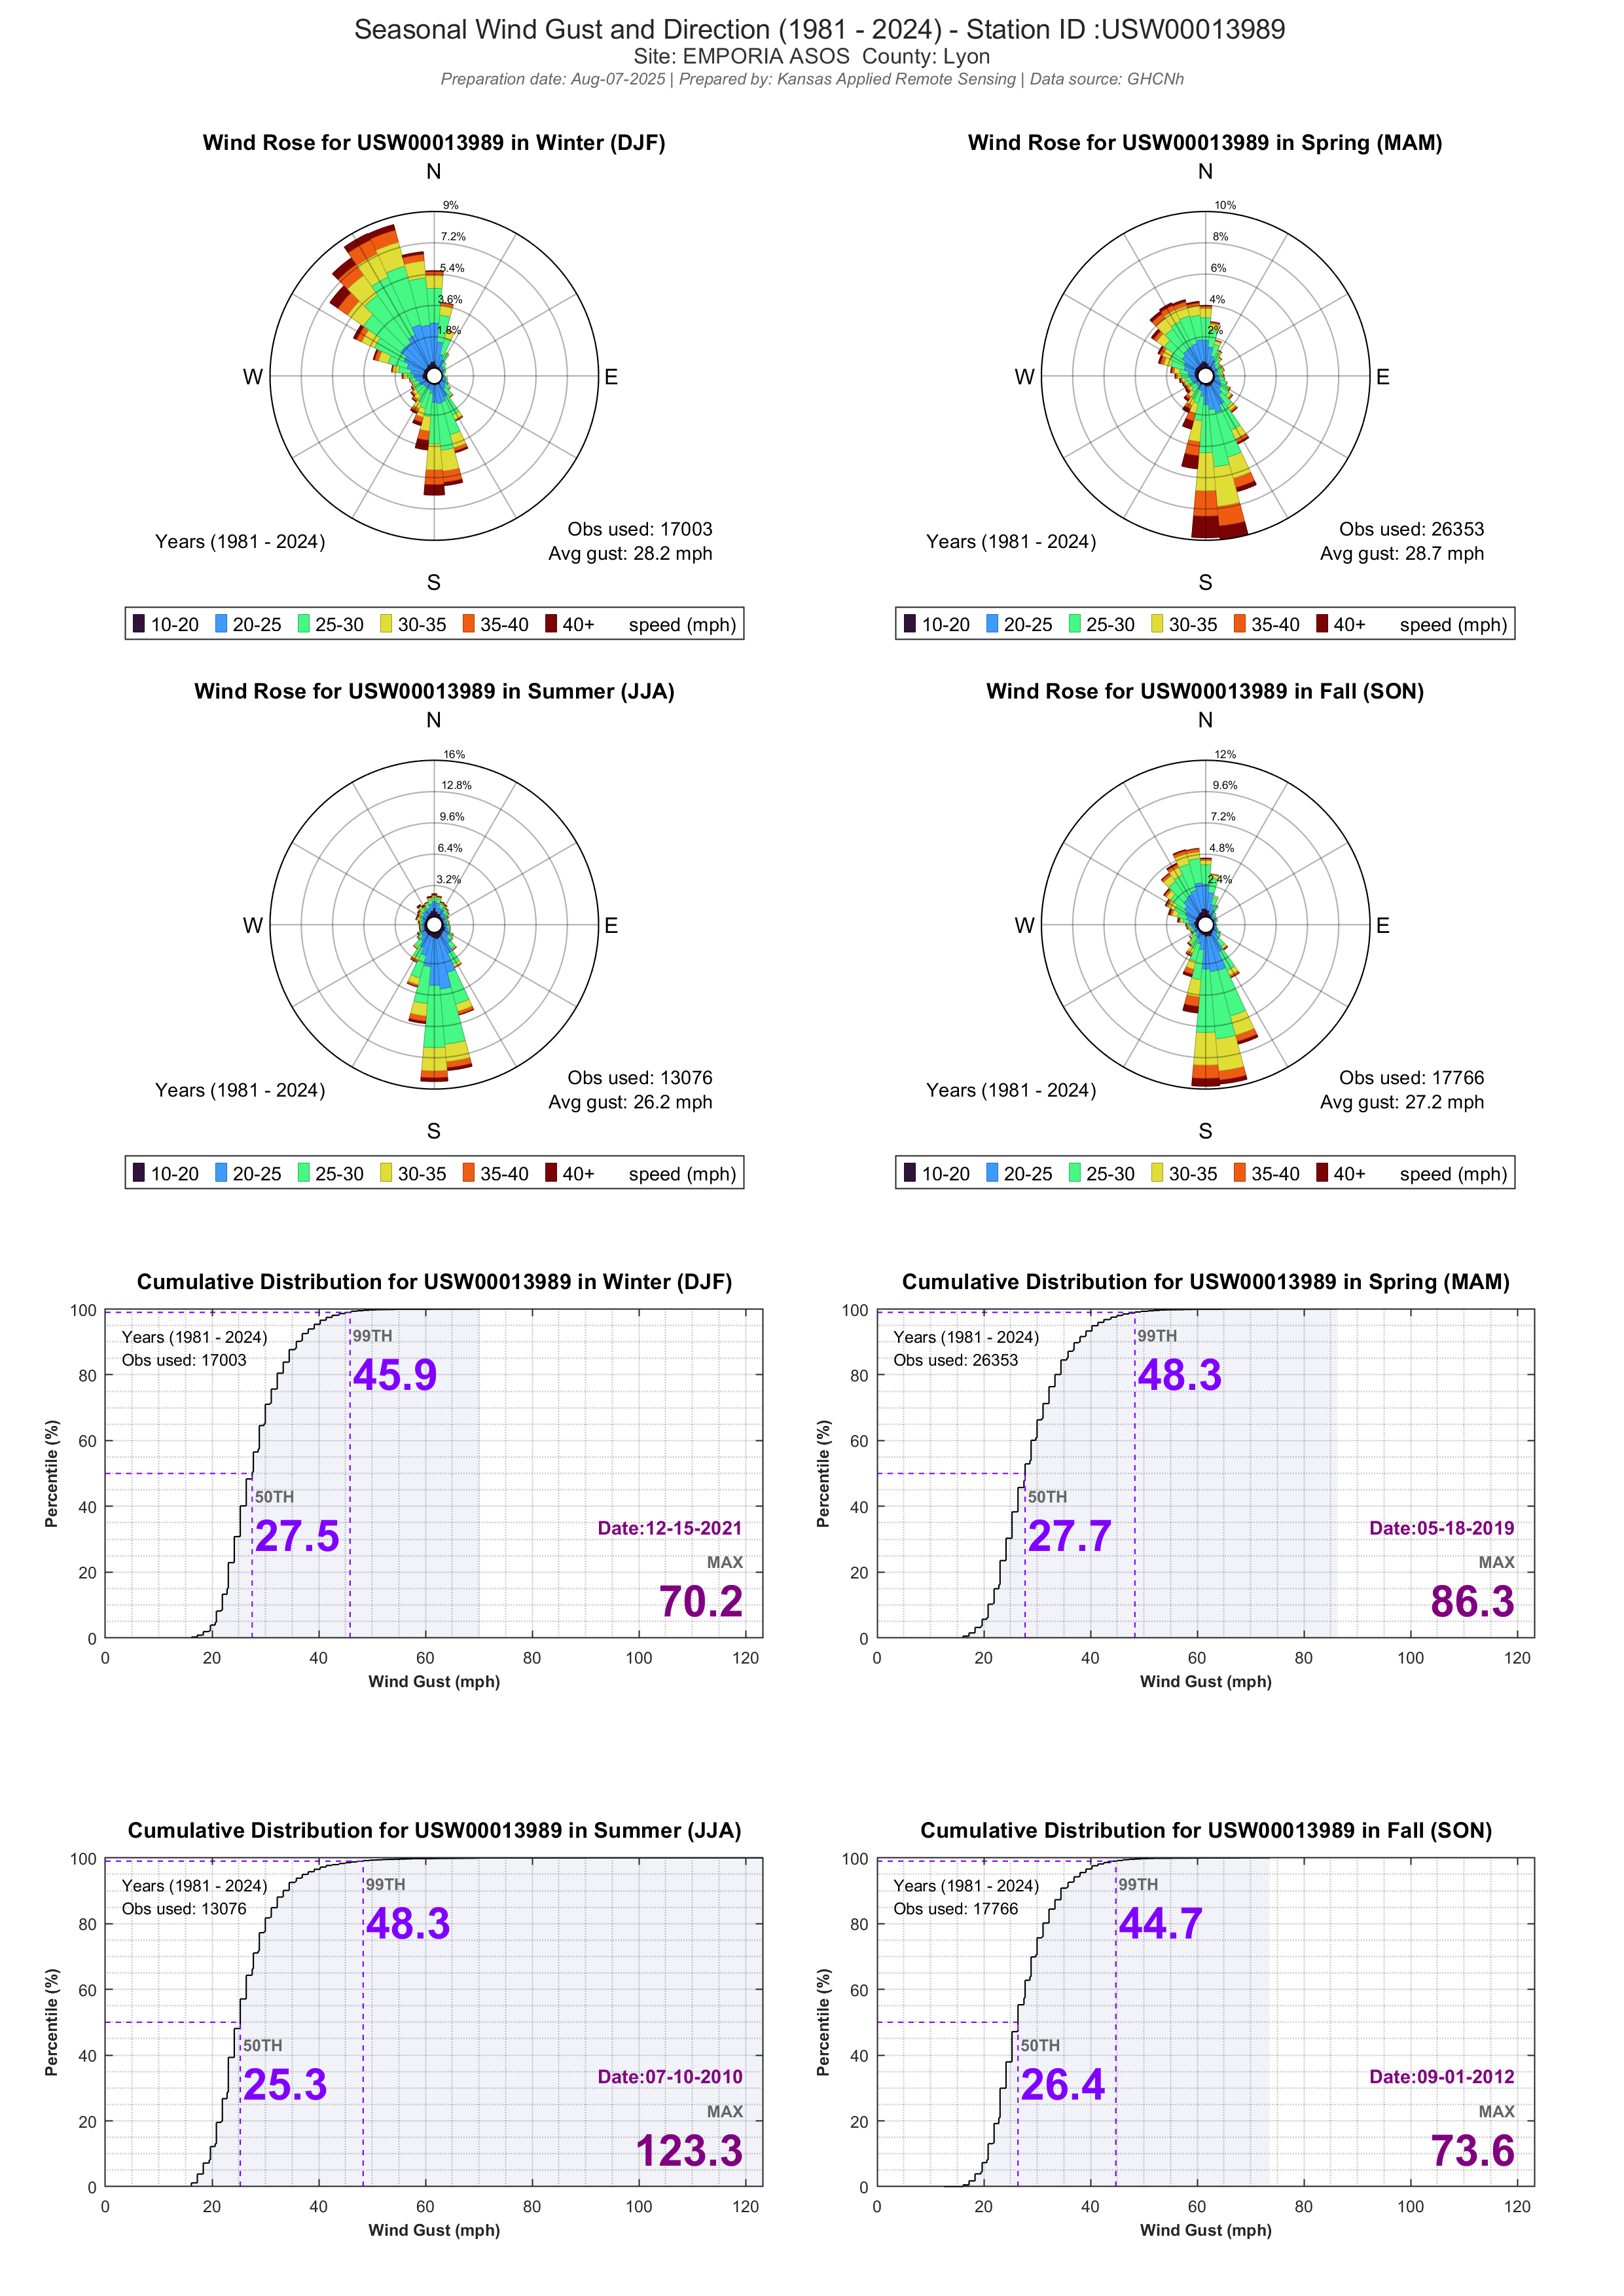 Seasonal Wind Gust and Direction (1981 - 2024) - Station ID :USW00013989
Site: EMPORIA ASOS  County: Lyon
Preparation date: Aug-07-2025 | Prepared by: Kansas Applied Remote Sensing | Data source: GHCNh
Wind Rose for USW00013989 in Winter (DJF)
N
9%
7.2%
5.4%
3.6%
1.8%
W
E
Years (1981 - 2024)
Obs used: 17003
Avg gust: 28.2 mph
S
10-20 20-25 25-30 30-35 35-40 40+ speed (mph)
Wind Rose for USW00013989 in Spring (MAM)
N
10%
8%
6%
4%
2%
W
E
Years (1981 - 2024)
Obs used: 26353
Avg gust: 28.7 mph
S
10-20 20-25 25-30 30-35 35-40 40+ speed (mph)
Wind Rose for USW00013989 in Summer (JJA)
N
16%
12.8%
9.6%
6.4%
3.2%
W
E
Years (1981 - 2024)
Obs used: 13076
Avg gust: 26.2 mph
S
10-20 20-25 25-30 30-35 35-40 40+ speed (mph)
Wind Rose for USW00013989 in Fall (SON)
N
12%
9.6%
7.2%
4.8%
2.4%
W
E
Years (1981 - 2024)
Obs used: 17766
Avg gust: 27.2 mph
S
10-20 20-25 25-30 30-35 35-40 40+ speed (mph)
Cumulative Distribution for USW00013989 in Winter (DJF)
100
80
60
40
20
0
Percentile (%)
Years (1981 - 2024)
Obs used: 17003
99TH
45.9
50TH
27.5
Date:12-15-2021
MAX
70.2
0 20 40 60 80 100 120
Wind Gust (mph)
Cumulative Distribution for USW00013989 in Spring (MAM)
100
80
60
40
20
0
Percentile (%)
Years (1981 - 2024)
Obs used: 26353
99TH
48.3
50TH
27.7
Date:05-18-2019
MAX
86.3
0 20 40 60 80 100 120
Wind Gust (mph)
Cumulative Distribution for USW00013989 in Summer (JJA)
100
80
60
40
20
0
Percentile (%)
Years (1981 - 2024)
Obs used: 13076
99TH
48.3
50TH
25.3
Date:07-10-2010
MAX
123.3
0 20 40 60 80 100 120
Wind Gust (mph)
Cumulative Distribution for USW00013989 in Fall (SON)
100
80
60
40
20
0
Percentile (%)
Years (1981 - 2024)
Obs used: 17766
99TH
44.7
50TH
26.4
Date:09-01-2012
MAX
73.6
0 20 40 60 80 100 120
Wind Gust (mph)